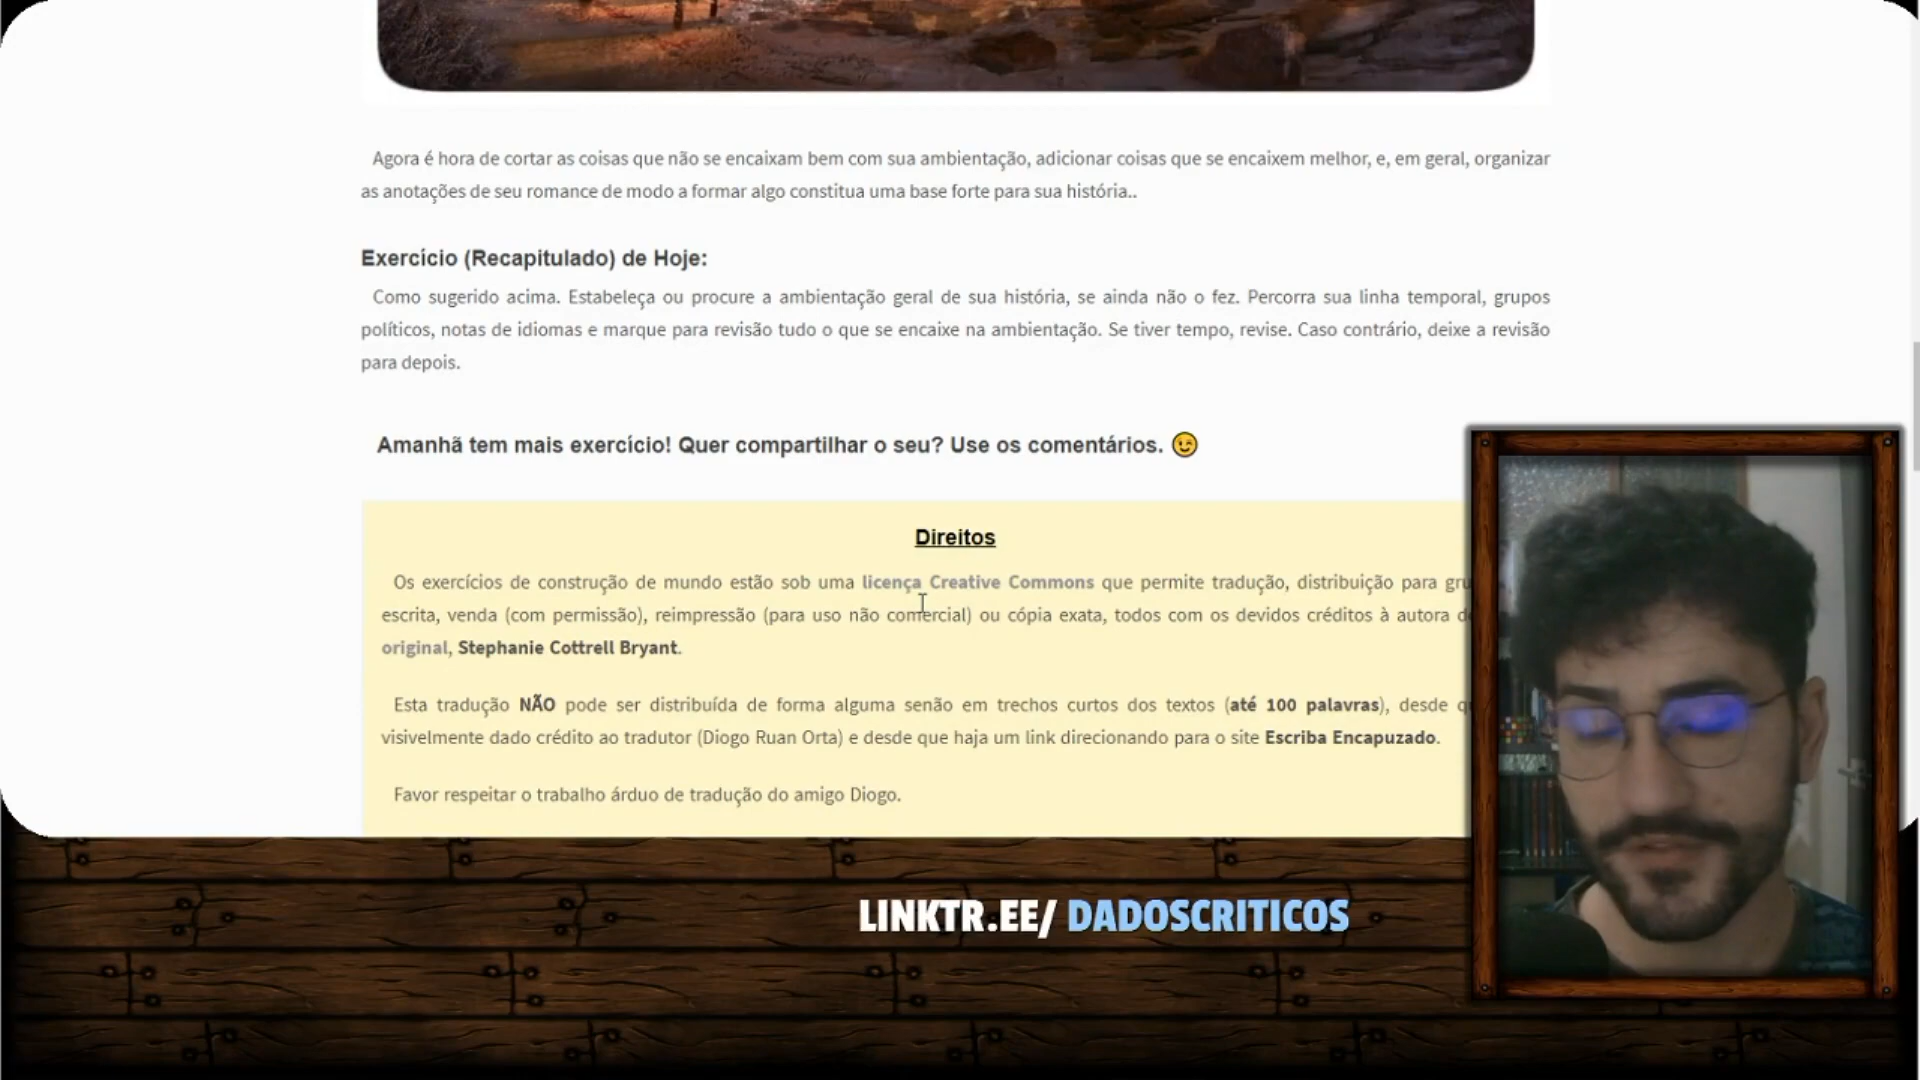 Agora é hora de cortar as coisas que não se encaixam bem com sua ambientação, adicionar coisas que se encaixem melhor, e, em geral, organizar
as anotações de seu romance de modo a formar algo constitua uma base forte para sua história..
Exercício (Recapitulado) de Hoje:
Como sugerido acima. Estabeleça ou procure a ambientação geral de sua história, se ainda não o fez. Percorra sua linha temporal, grupos
políticos, notas de idiomas e marque para revisão tudo o que se encaixe na ambientação. Se tiver tempo, revise. Caso contrário, deixe a revisão
para depois.
Amanhã tem mais exercício! Quer compartilhar o seu? Use os comentários. 😉
Direitos
Os exercícios de construção de mundo estão sob uma licença Creative Commons que permite tradução, distribuição para
escrita, venda (com permissão), reimpressão (para uso não comercial) ou cópia exata, todos com os devidos créditos à autora
original, Stephanie Cottrell Bryant.
Esta tradução NÃO pode ser distribuída de forma alguma senão em trechos curtos dos textos (até 100 palavras), desde
visivelmente dado crédito ao tradutor (Diogo Ruan Orta) e desde que haja um link direcionando para o site Escriba Encapuzado.
Favor respeitar o trabalho árduo de tradução do amigo Diogo.
LINKTR.EE/ DADOSCRITICOS